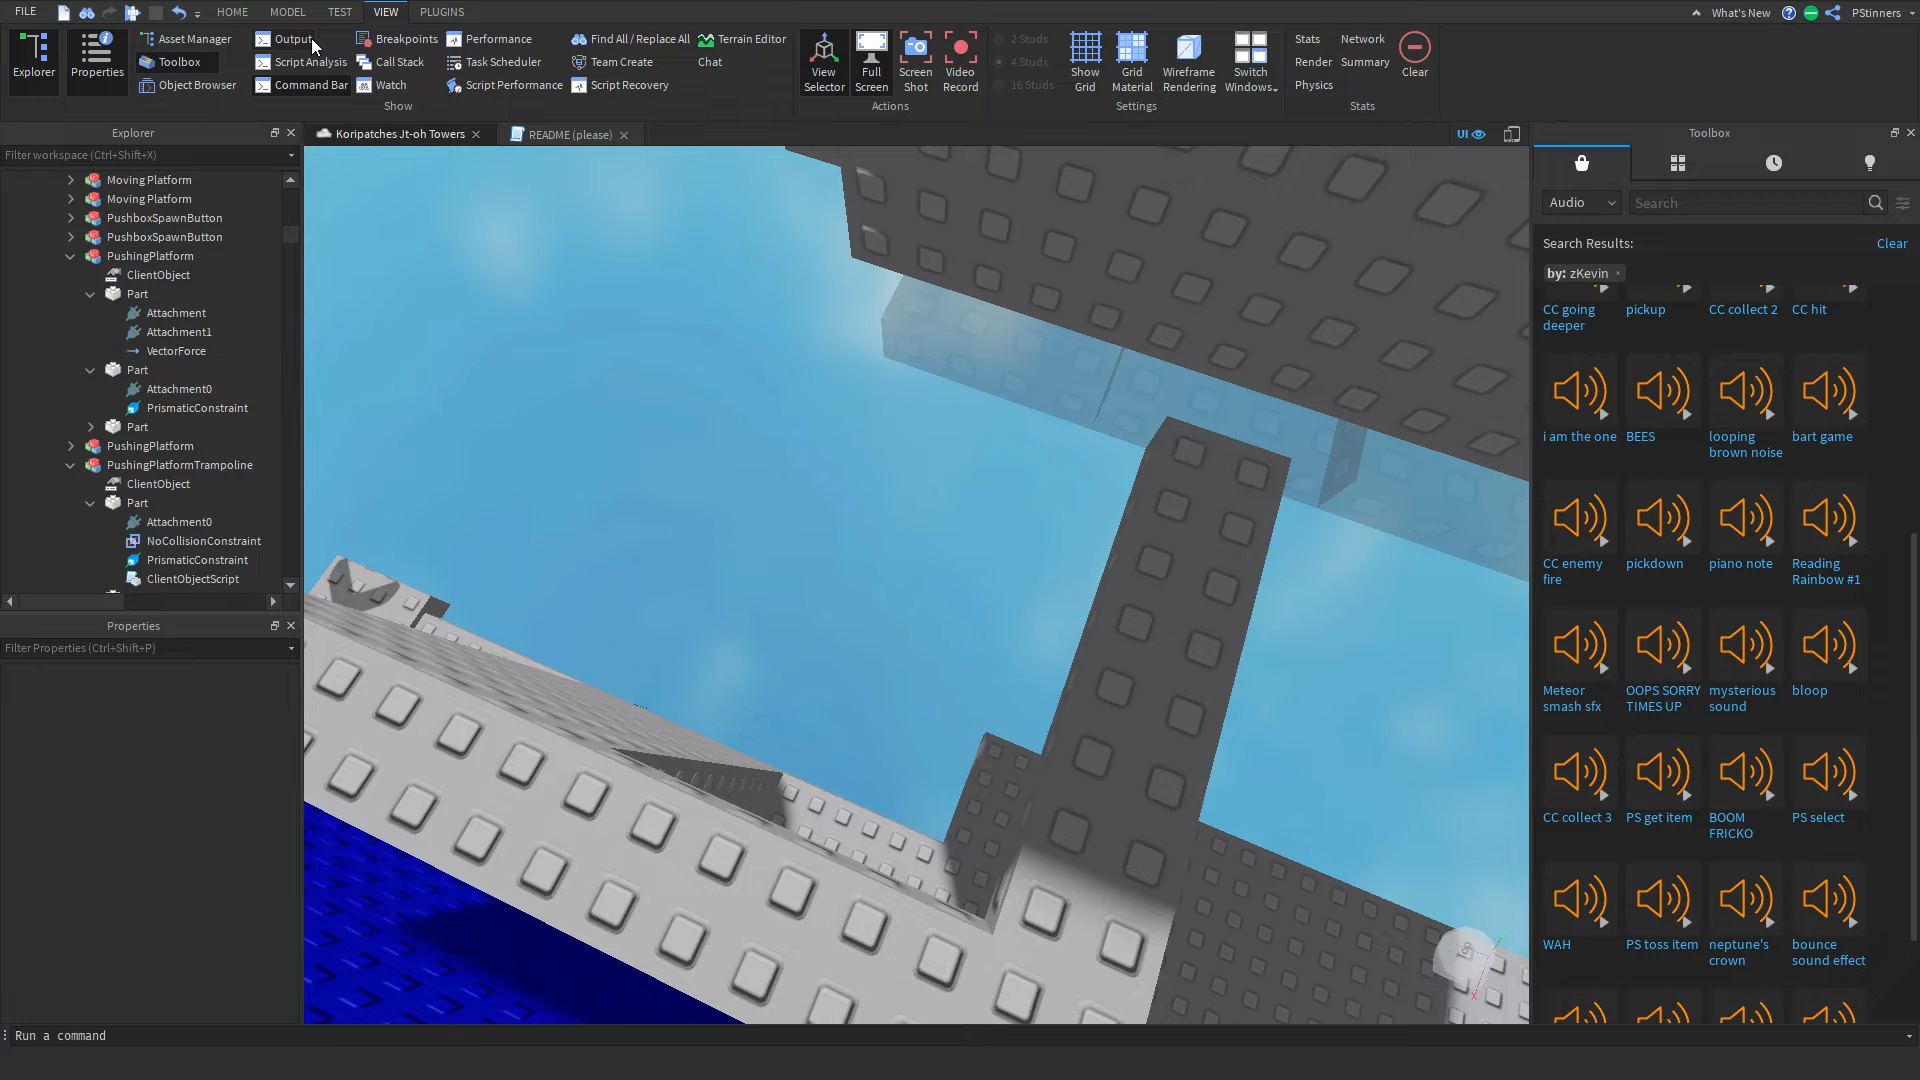 FILE
HOME
MODEL
TEST
VIEW
PLUGINS
What's New
PStinners
Explorer
Properties
Asset Manager
Toolbox
Object Browser
Output
Script Analysis
Command Bar
Breakpoints
Call Stack
Watch
Performance
Task Scheduler
Script Performance
Find All / Replace All
Team Create
Script Recovery
Terrain Editor
Chat
Show
View
Selector
Full
Screen
Screen
Shot
Video
Record
Actions
2 Studs
4 Studs
16 Studs
Show
Grid
Grid
Material
Wireframe
Rendering
Switch
Windows
Settings
Stats
Render
Physics
Network
Summary
Clear
Stats
Explorer
Filter workspace (Ctrl+Shift+X)
Moving Platform
Moving Platform
PushboxSpawnButton
PushboxSpawnButton
PushingPlatform
ClientObject
Part
Attachment
Attachment1
VectorForce
Part
Attachment0
PrismaticConstraint
Part
PushingPlatform
PushingPlatformTrampoline
ClientObject
Part
Attachment0
NoCollisionConstraint
PrismaticConstraint
ClientObjectScript
Properties
Filter Properties (Ctrl+Shift+P)
Koripatches Jt-oh Towers
README (please)
UI
Top
X
Toolbox
Audio
Search
Search Results:
Clear
by: zKevin
CC going
deeper
pickup
CC collect 2
CC hit
i am the one
BEES
looping
brown noise
bart game
CC enemy
fire
pickdown
piano note
Reading
Rainbow #1
Meteor
smash sfx
OOPS SORRY
TIMES UP
mysterious
sound
bloop
CC collect 3
PS get item
BOOM
FRICKO
PS select
WAH
PS toss item
neptune's
crown
bounce
sound effect
Run a command